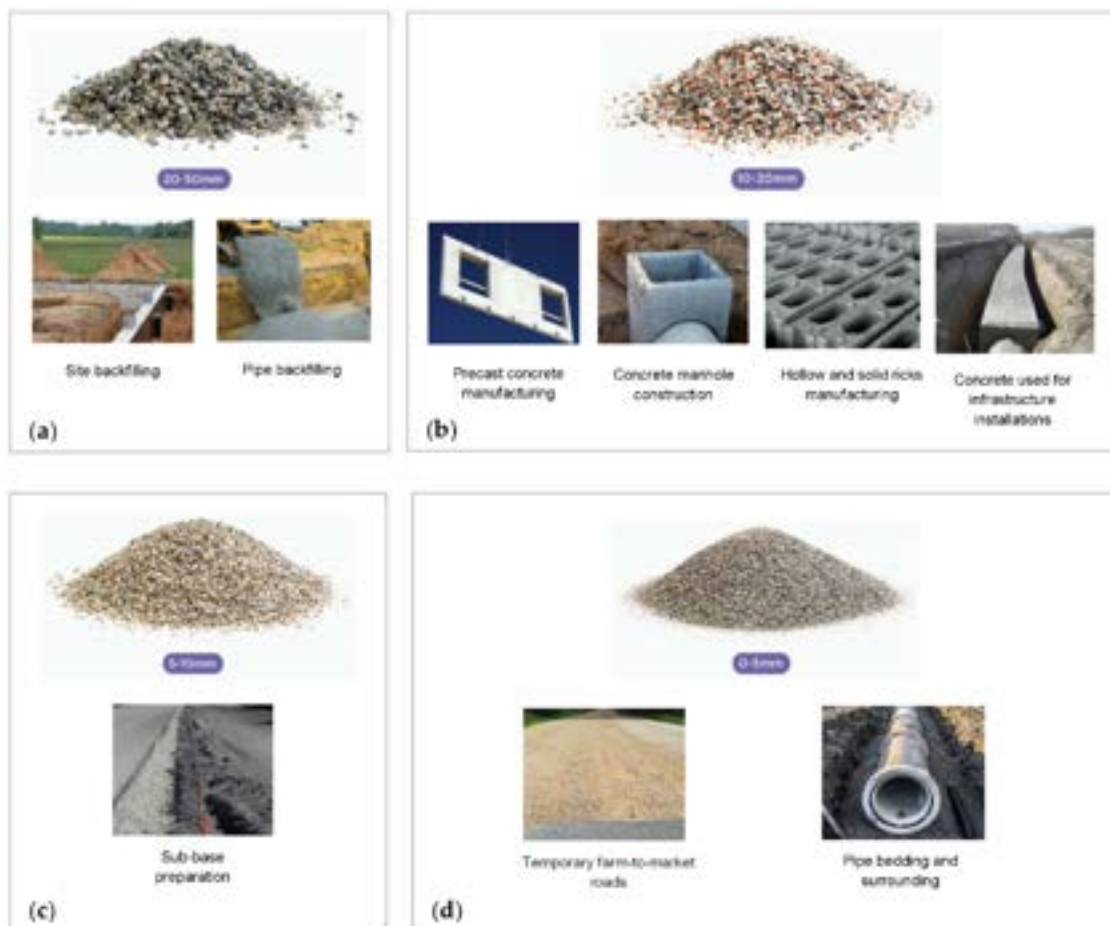 20-50mm
Site backfilling
Pipe backfilling
(a)
10-20mm
Precast concrete
manufacturing
Concrete manhole
construction
Hollow and solid ricks
manufacturing
Concrete used for
infrastructure
installations
(b)
5-10mm
Sub-base
preparation
(c)
0-5mm
Temporary farm-to-market
roads
Pipe bedding and
surrounding
(d)